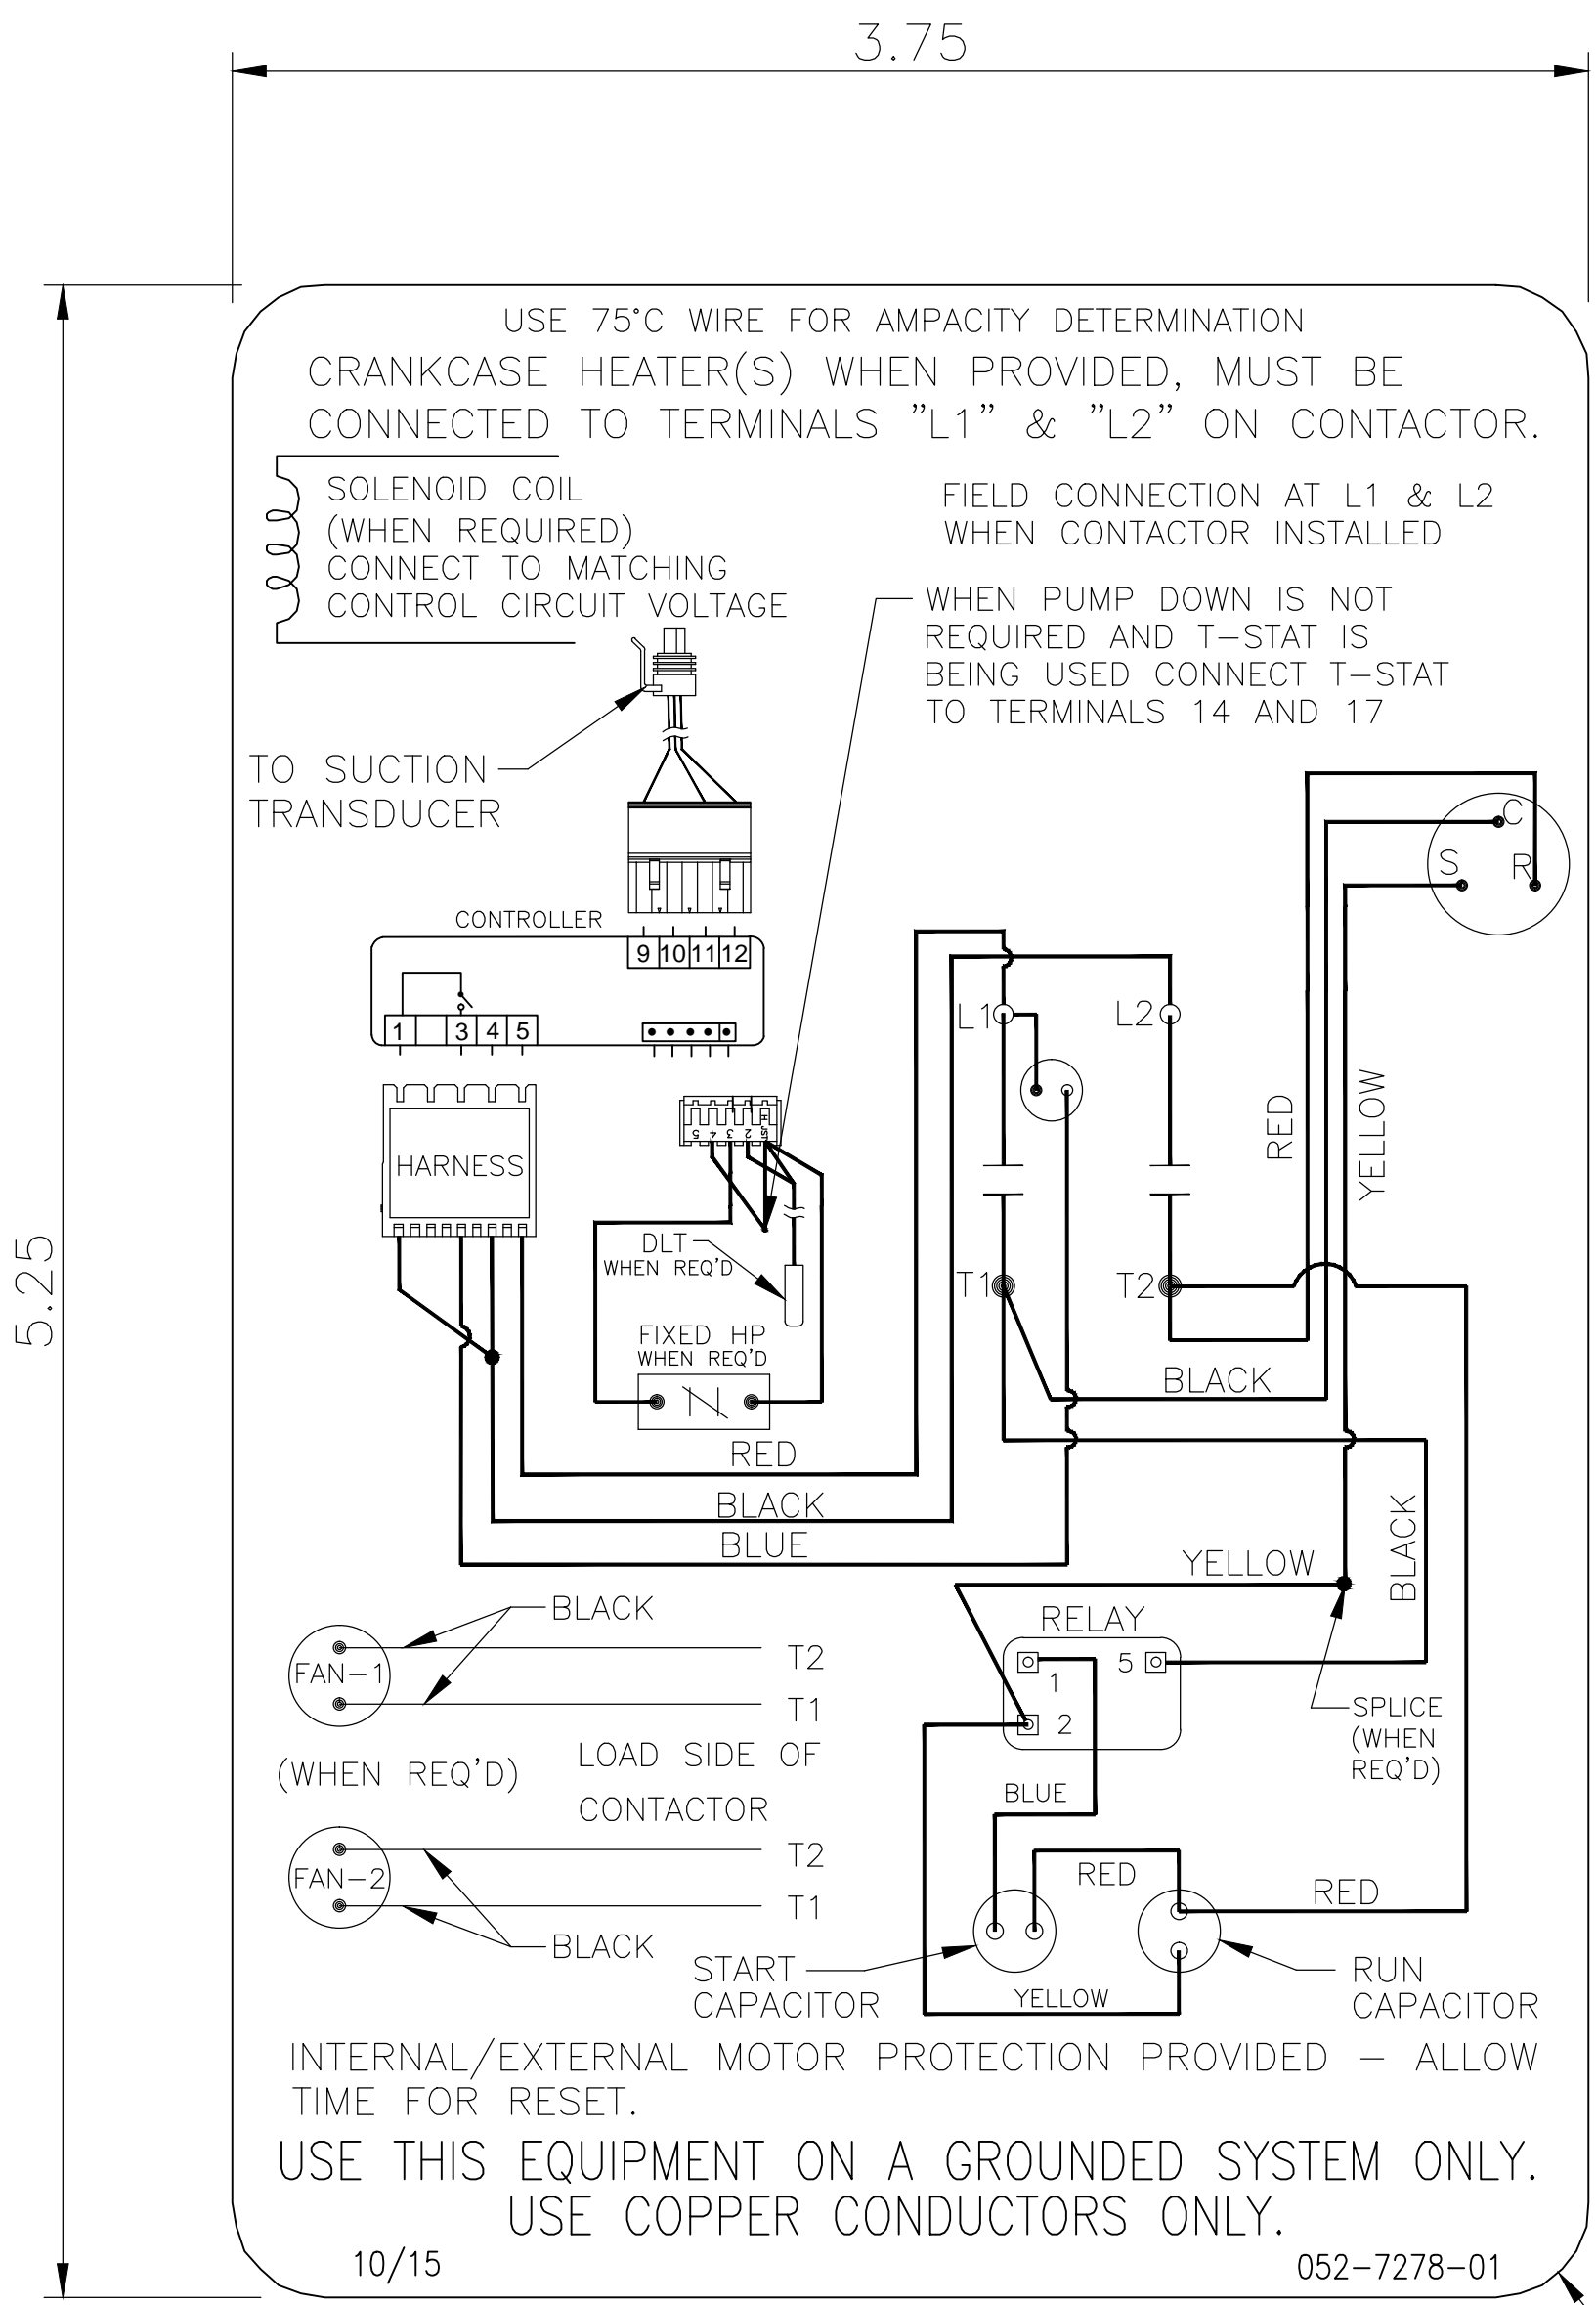 3.75
5.25
USE 75°C WIRE FOR AMPACITY DETERMINATION
CRANKCASE HEATER(S) WHEN PROVIDED, MUST BE
CONNECTED TO TERMINALS "L1" & "L2" ON CONTACTOR.
SOLENOID COIL
(WHEN REQUIRED)
CONNECT TO MATCHING
CONTROL CIRCUIT VOLTAGE
FIELD CONNECTION AT L1 & L2
WHEN CONTACTOR INSTALLED
WHEN PUMP DOWN IS NOT
REQUIRED AND T-STAT IS
BEING USED CONNECT T-STAT
TO TERMINALS 14 AND 17
TO SUCTION
TRANSDUCER
C
S
R
CONTROLLER
9 10 11 12
1 3 4 5
L1
L2
HARNESS
5 4 3 2 JST
H
RED
YELLOW
DLT
WHEN REQ'D
T1
T2
FIXED HP
WHEN REQ'D
BLACK
RED
BLACK
BLUE
BLACK
YELLOW
BLACK
RELAY
FAN-1
T2
T1
1
5
2
SPLICE
(WHEN
REQ'D)
(WHEN REQ'D)
LOAD SIDE OF
CONTACTOR
BLUE
FAN-2
T2
T1
BLACK
RED
RED
START
CAPACITOR
YELLOW
RUN
CAPACITOR
INTERNAL/EXTERNAL MOTOR PROTECTION PROVIDED - ALLOW
TIME FOR RESET.
USE THIS EQUIPMENT ON A GROUNDED SYSTEM ONLY.
USE COPPER CONDUCTORS ONLY.
10/15
052-7278-01